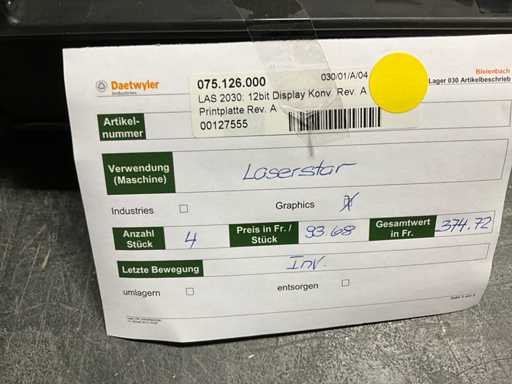 Daetwyler
Industries
Bleienbach
Lager 030 Artikelbeschrieb
075.126.000
030/01/A/04
LAS 2030: 12bit Display Konv. Rev. A
Printplatte Rev. A
00127555
Artikel-
nummer
Verwendung
(Maschine)
Laserstar
Industries
Graphics
Anzahl
Stück
4
Preis in Fr. /
Stück
93.68
Gesamtwert
in Fr.
374.72
Letzte Bewegung
Inv.
umlagern
entsorgen